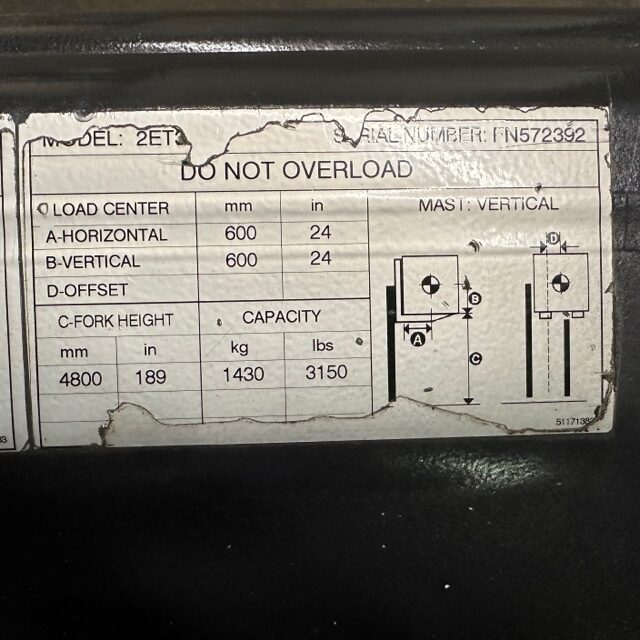 MODEL: 2ET
SERIAL NUMBER: FN572392
DO NOT OVERLOAD
LOAD CENTER mm in
A-HORIZONTAL 600 24
B-VERTICAL 600 24
D-OFFSET
C-FORK HEIGHT CAPACITY
mm in kg lbs
4800 189 1430 3150
MAST: VERTICAL
D
B
A
C